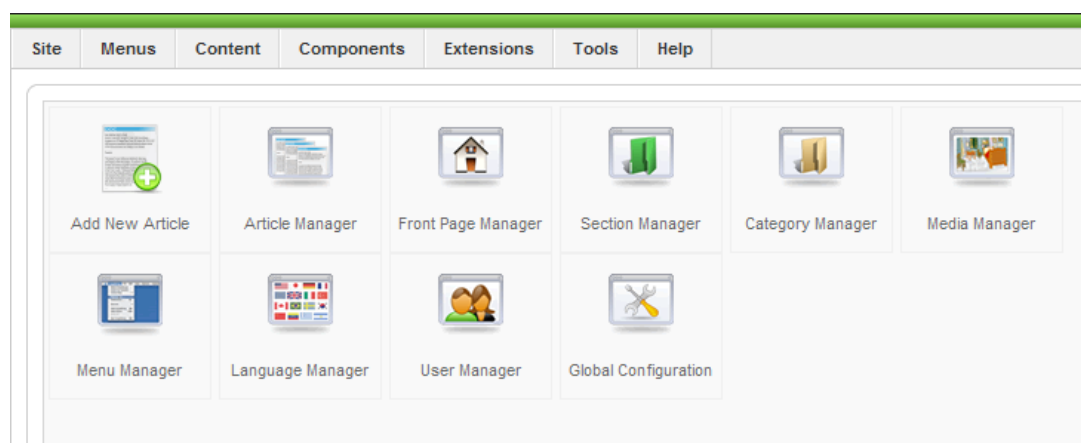 Site Menus Content Components Extensions Tools Help
Add New Article Article Manager Front Page Manager Section Manager Category Manager Media Manager
Menu Manager Language Manager User Manager Global Configuration